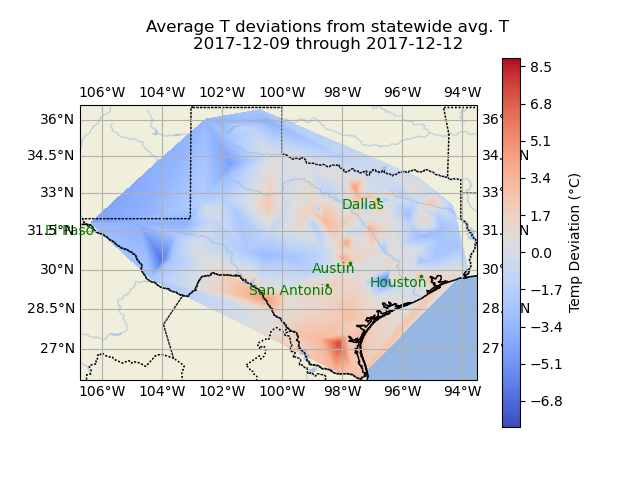 Average T deviations from statewide avg. T
2017-12-09 through 2017-12-12
106°W 104°W 102°W 100°W 98°W 96°W 94°W
36°N 36°
34.5°N 34. N
33°N 33°
Dallas
El Paso 31.5°N 31. N
30°N 30°
Austin
San Antonio Houston
28.5°N 28. N
27°N 27°
106°W 104°W 102°W 100°W 98°W 96°W 94°W
8.5
6.8
5.1
3.4
1.7
0.0
−1.7
−3.4
−5.1
−6.8
Temp Deviation (°C)